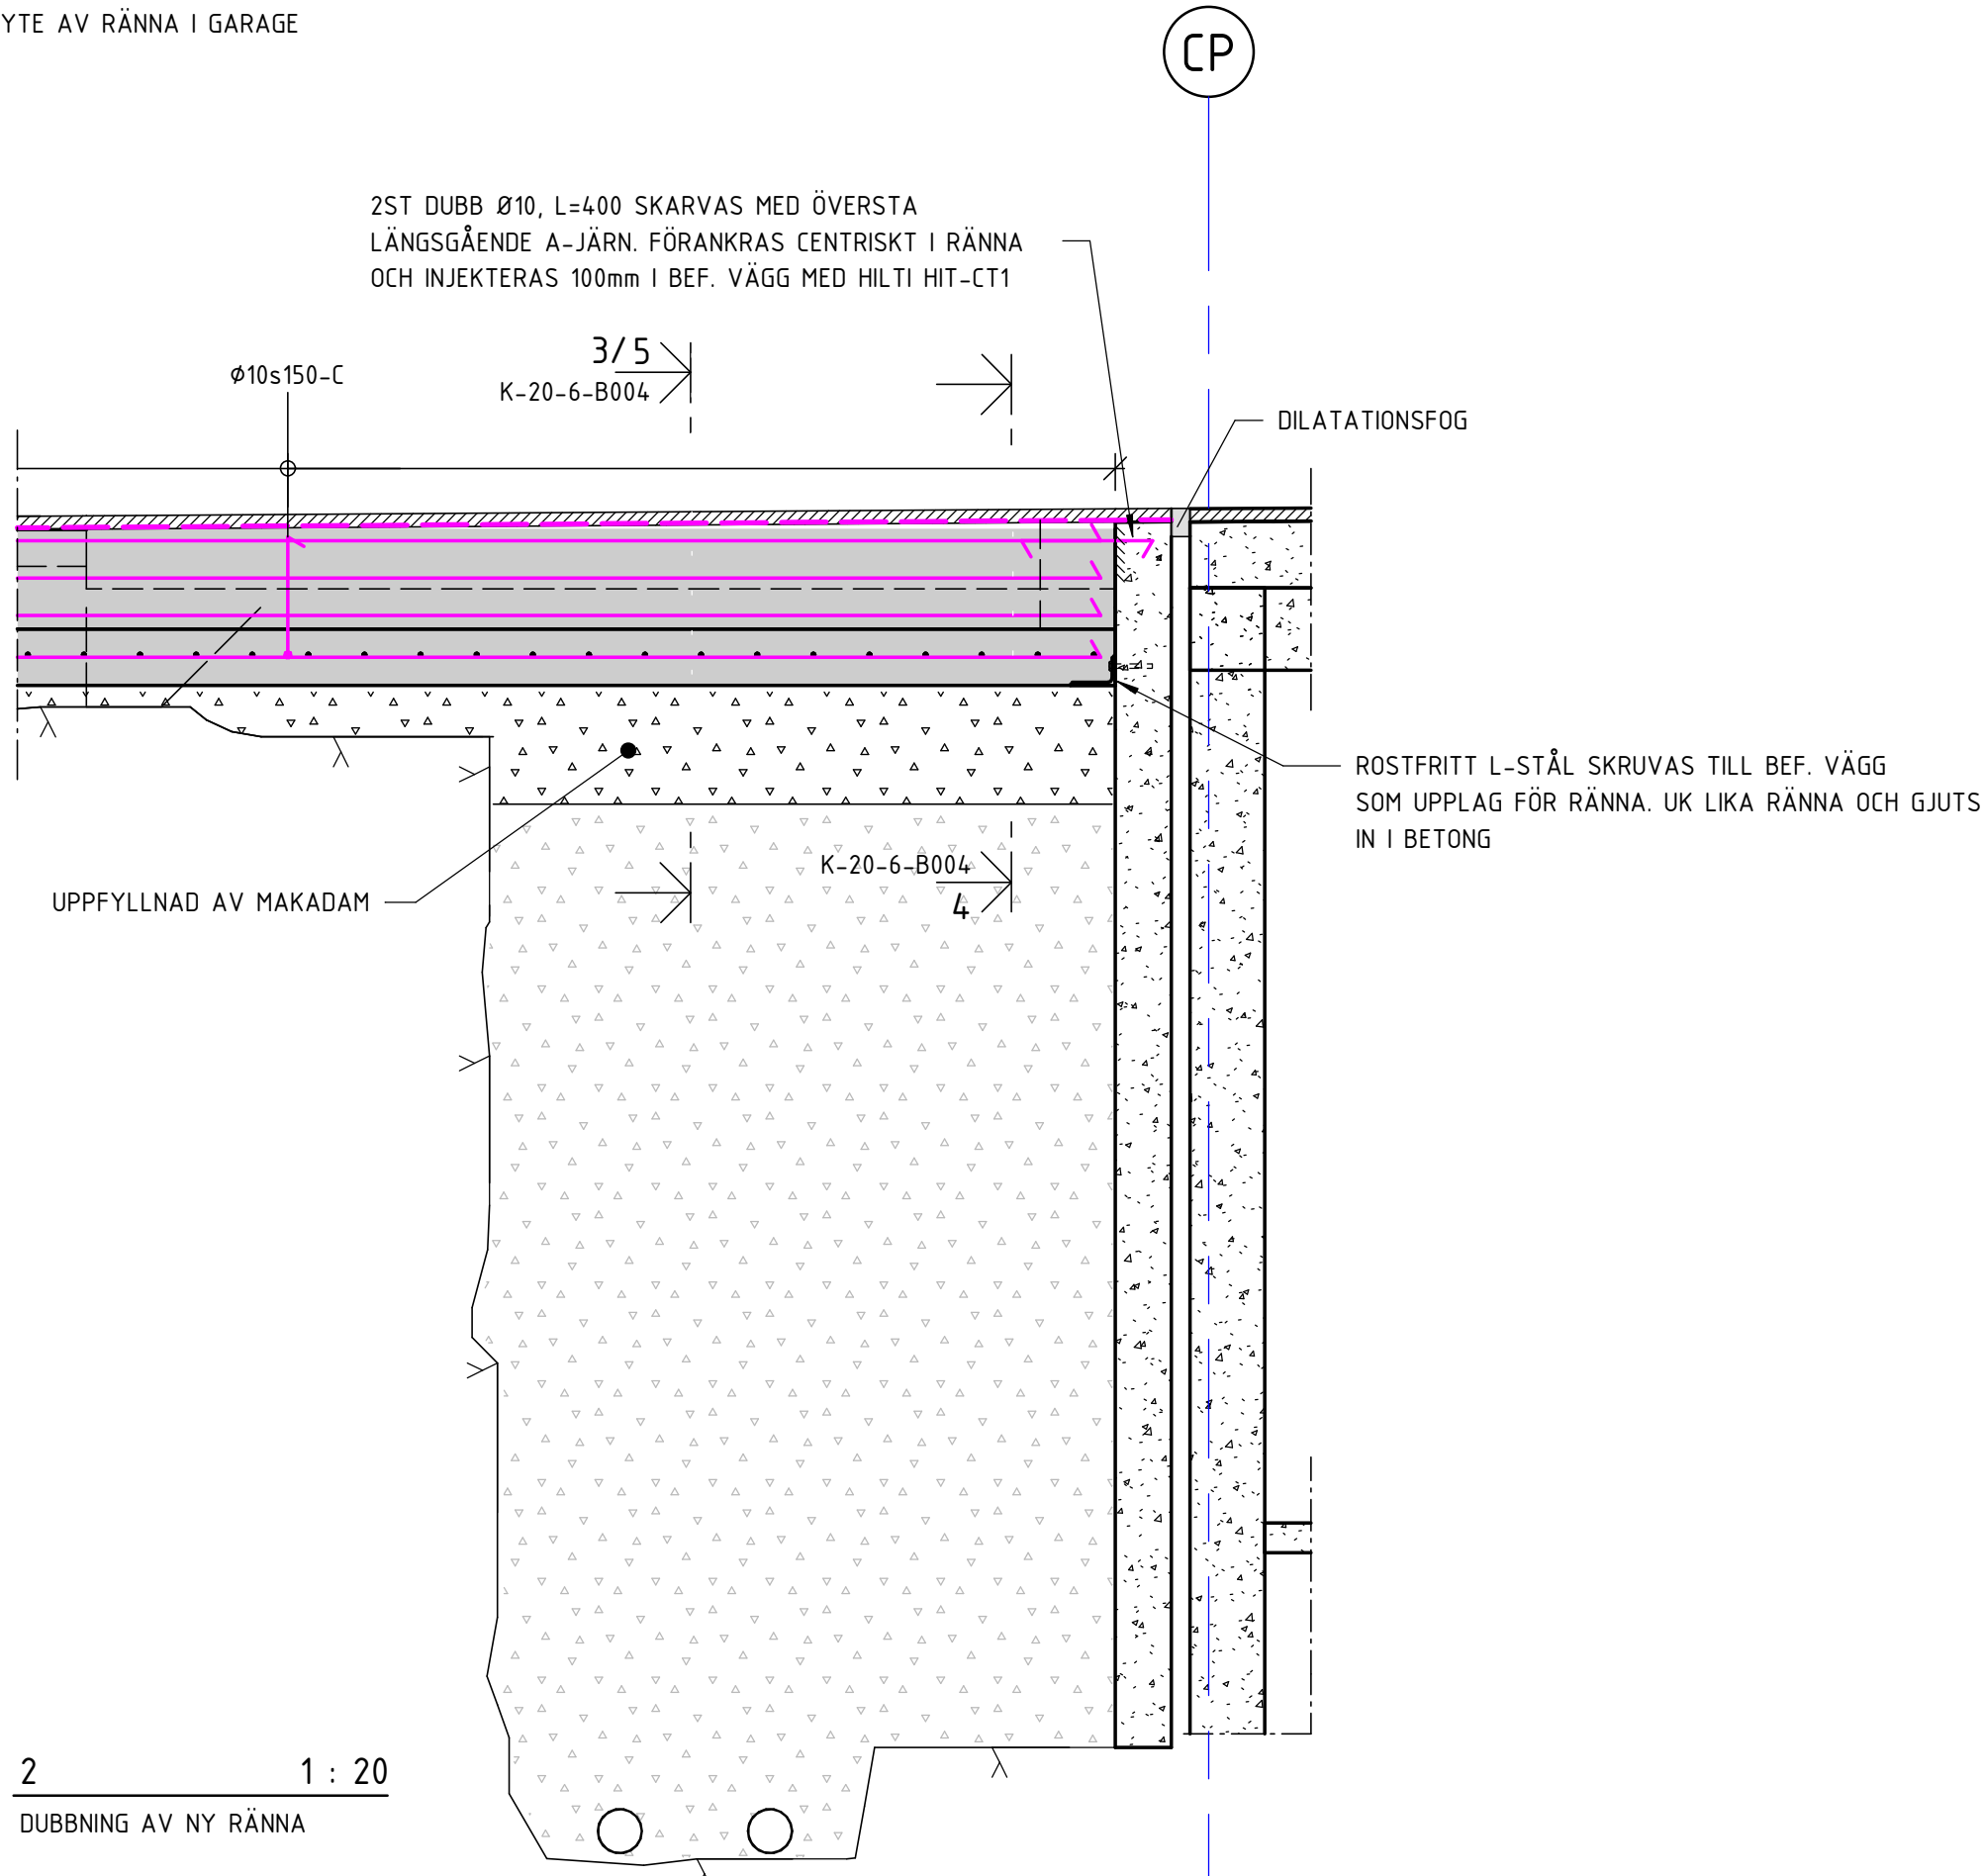 YTE AV RÄNNA I GARAGE
CP
2ST DUBB Ø10, L=400 SKARVAS MED ÖVERSTA
LÄNGSGÅENDE A-JÄRN. FÖRANKRAS CENTRISKT I RÄNNA
OCH INJEKTERAS 100mm I BEF. VÄGG MED HILTI HIT-CT1
3/5
K-20-6-B004
Ø10s150-C
DILATATIONSFOG
ROSTFRITT L-STÅL SKRUVAS TILL BEF. VÄGG
SOM UPPLAG FÖR RÄNNA. UK LIKA RÄNNA OCH GJUTS
IN I BETONG
K-20-6-B004
4
UPPFYLLNAD AV MAKADAM
2 1 : 20
DUBBNING AV NY RÄNNA